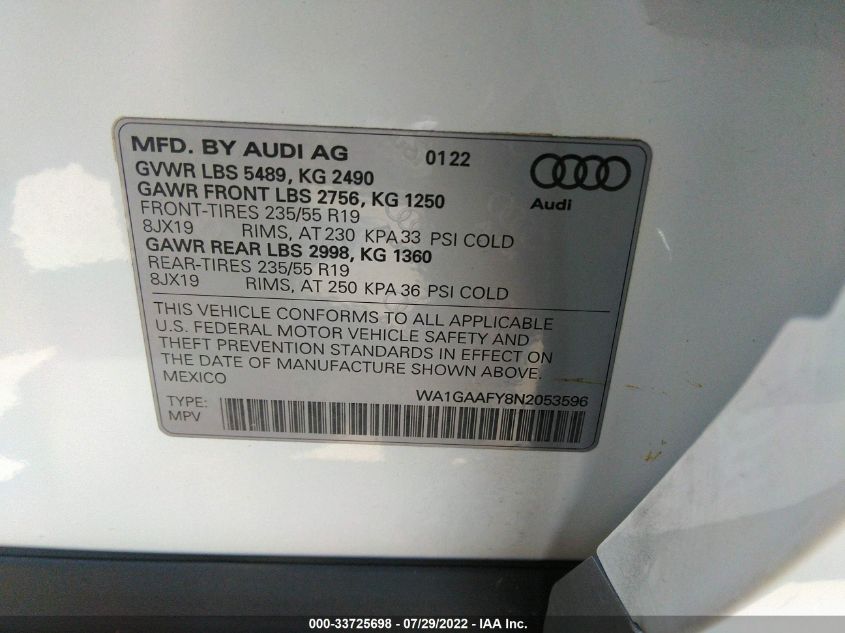 MFD. BY AUDI AG 01 22
GVWR LBS 5489, KG 2490
GAWR FRONT LBS 2756, KG 1250
Audi
FRONT-TIRES 235/55 R19
8JX19 RIMS, AT 230 KPA 33 PSI COLD
GAWR REAR LBS 2998, KG 1360
REAR-TIRES 235/55 R19
8JX19 RIMS, AT 250 KPA 36 PSI COLD
THIS VEHICLE CONFORMS TO ALL APPLICABLE
U.S. FEDERAL MOTOR VEHICLE SAFETY AND
THEFT PREVENTION STANDARDS IN EFFECT ON
THE DATE OF MANUFACTURE SHOWN ABOVE.
MEXICO
WA1GAAFY8N2053596
TYPE:
MPV
000-33725698 - 07/29/2022 - IAA Inc.